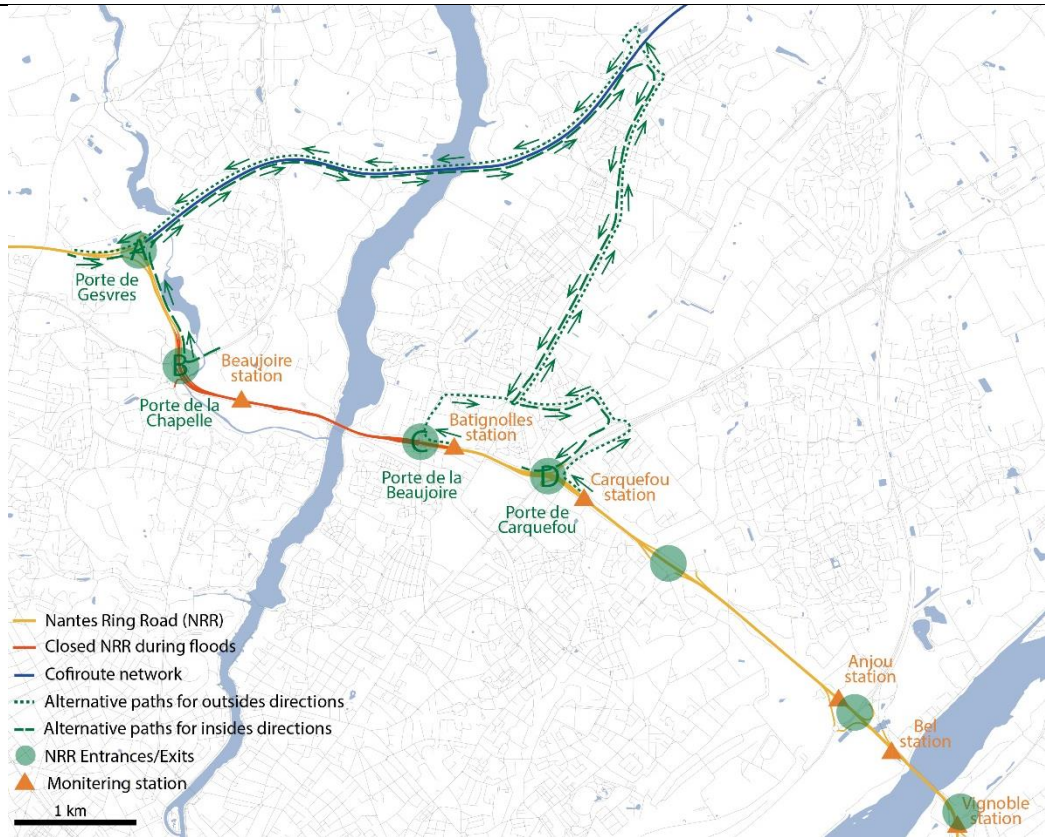 A
Porte de
Gesvres
B
Beaujoire
station
Porte de la
Chapelle
C
Batignolles
station
Porte de la
Beaujoire
D
Carquefou
station
Porte de
Carquefou
Anjou
station
Bel
station
Vignoble
station
Nantes Ring Road (NRR)
Closed NRR during floods
Cofiroute network
Alternative paths for outsides directions
Alternative paths for insides directions
NRR Entrances/Exits
Monitering station
1 km